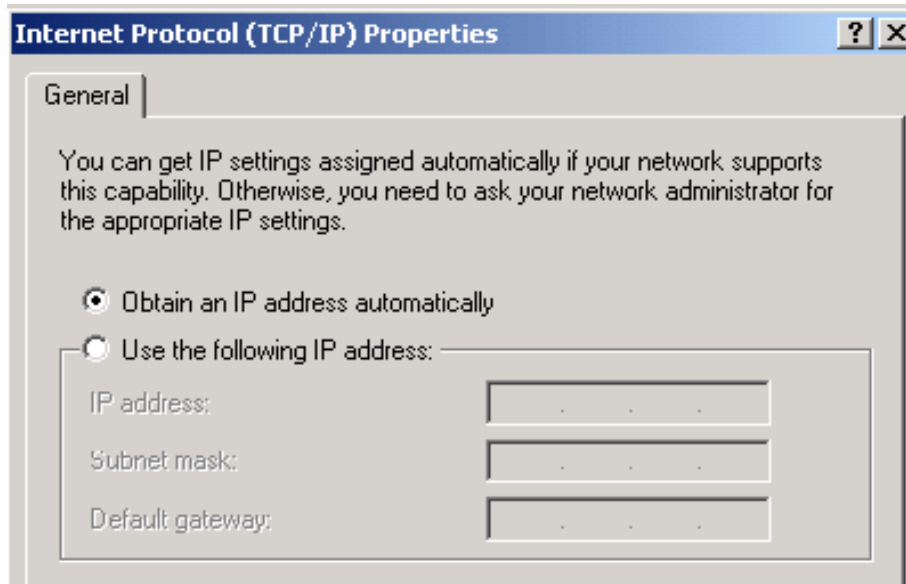 Internet Protocol (TCP/IP) Properties
General
You can get IP settings assigned automatically if your network supports
this capability. Otherwise, you need to ask your network administrator for
the appropriate IP settings.
Obtain an IP address automatically
Use the following IP address:
IP address:
Subnet mask:
Default gateway: